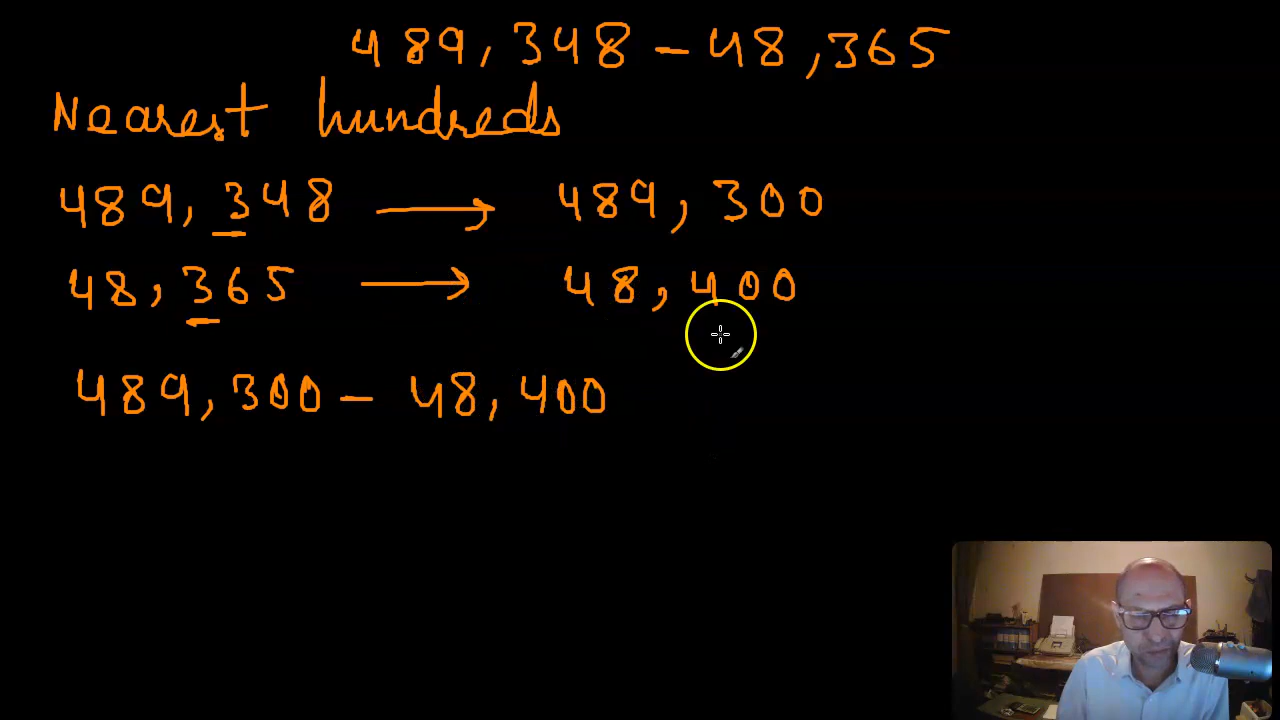 489,348 - 48,365
Nearest hundreds
489,348 → 489,300
48,365 → 48,400
489,300 - 48,400